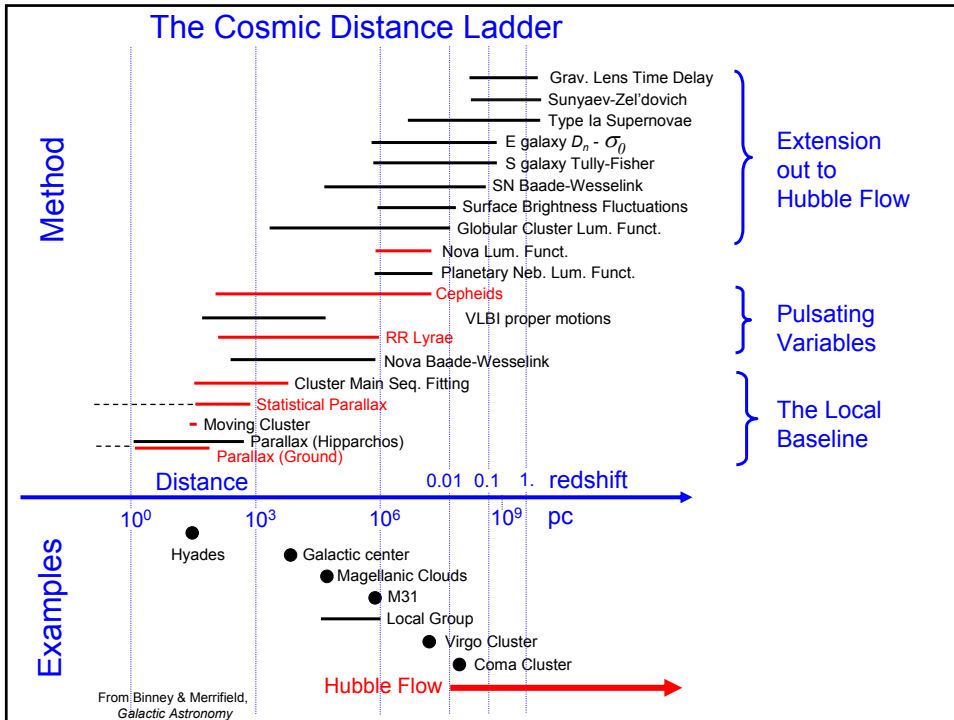 The Cosmic Distance Ladder
Method
Grav. Lens Time Delay
Sunyaev-Zel'dovich
Type Ia Supernovae
E galaxy Dₙ - σ₀
S galaxy Tully-Fisher
SN Baade-Wesselink
Surface Brightness Fluctuations
Globular Cluster Lum. Funct.
Nova Lum. Funct.
Planetary Neb. Lum. Funct.
Cepheids
VLBI proper motions
RR Lyrae
Nova Baade-Wesselink
Cluster Main Seq. Fitting
Statistical Parallax
Moving Cluster
Parallax (Hipparchos)
Parallax (Ground)
Extension
out to
Hubble Flow
Pulsating
Variables
The Local
Baseline
Distance 0.01 0.1 1. redshift
10⁰ 10³ 10⁶ 10⁹ pc
Examples
Hyades
Galactic center
Magellanic Clouds
M31
Local Group
Virgo Cluster
Coma Cluster
Hubble Flow
From Binney & Merrifield,
Galactic Astronomy